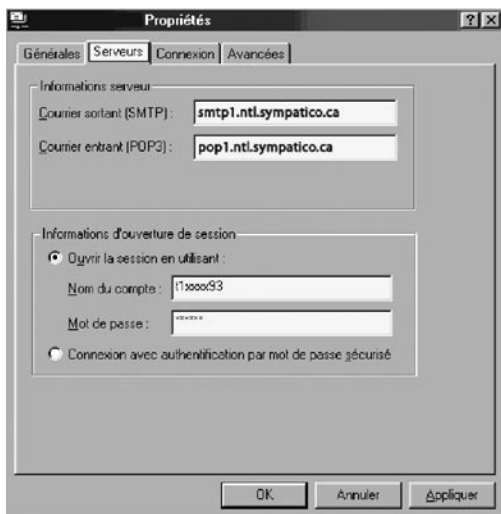 Propriétés
Générales Serveurs Connexion Avancées
Informations serveur
Courrier sortant (SMTP) : smtp1.ntl.sympatico.ca
Courrier entrant (POP3) : pop1.ntl.sympatico.ca
Informations d'ouverture de session
Ouvrir la session en utilisant :
Nom du compte : t1xxxx93
Mot de passe : ******
Connexion avec authentification par mot de passe sécurisé
OK Annuler Appliquer